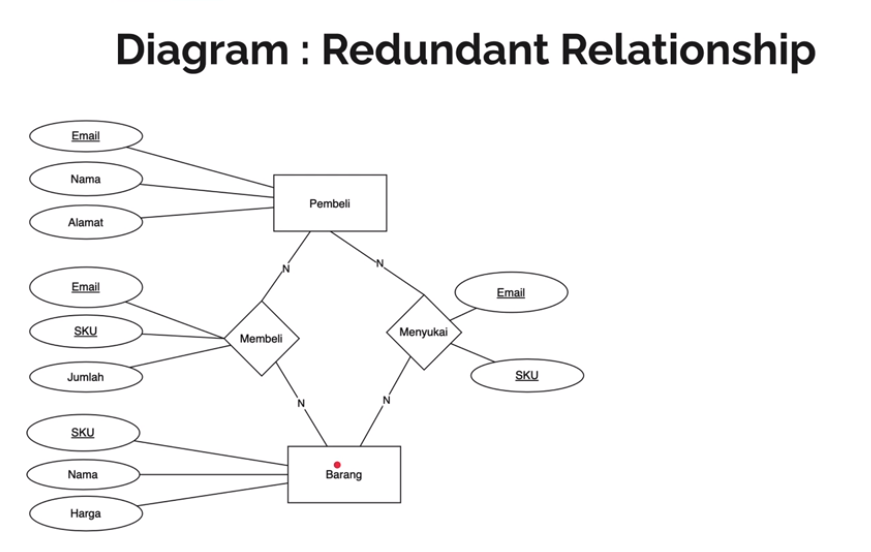 Diagram : Redundant Relationship
Email
Nama
Alamat
Pembeli
N
N
Email
SKU
Jumlah
Membeli
Menyukai
Email
SKU
N
N
SKU
Nama
Harga
Barang